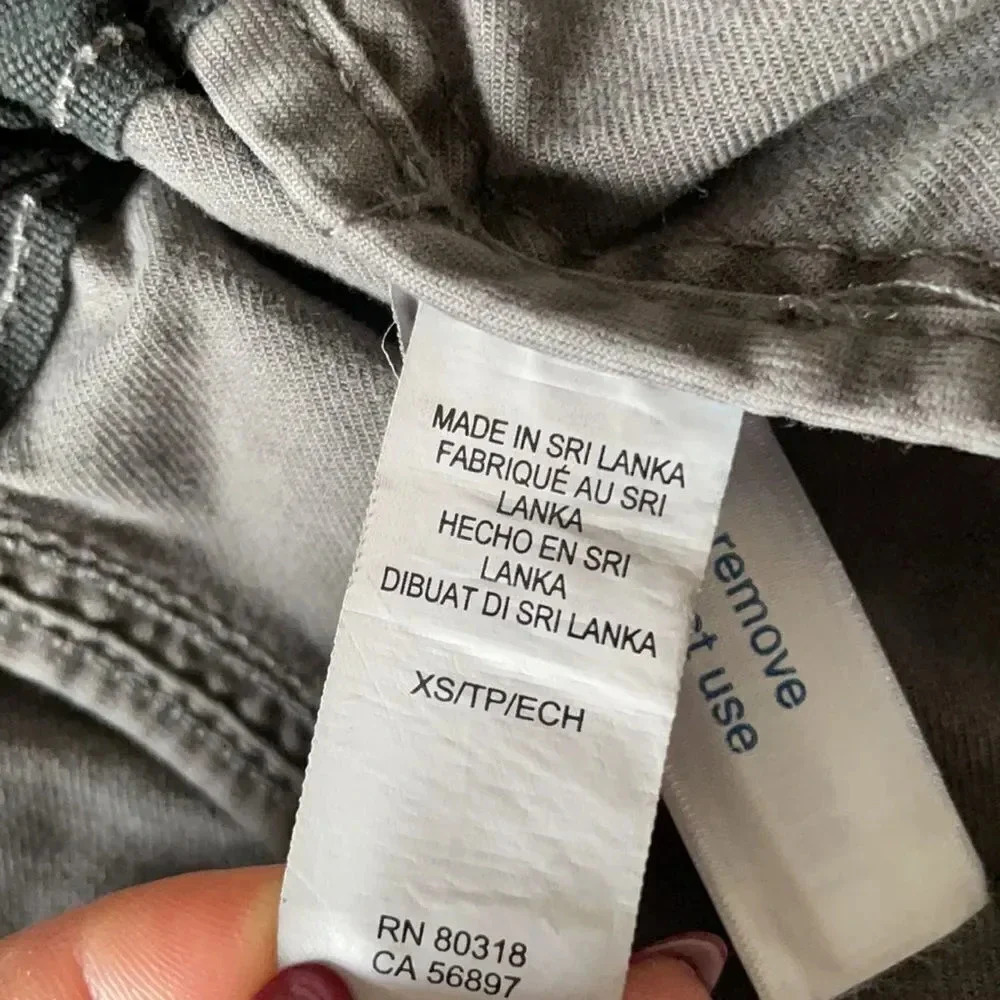 MADE IN SRI LANKA
FABRIQUÉ AU SRI
LANKA
HECHO EN SRI
LANKA
DIBUAT DI SRI LANKA
XS/TP/ECH
RN 80318
CA 56897
remove
use